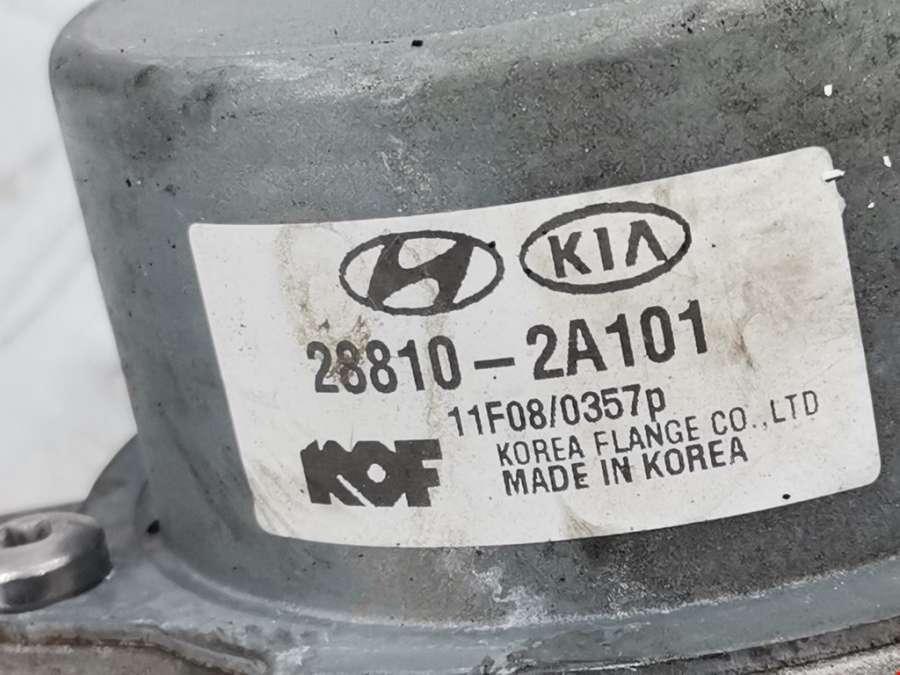 KIA
28810-2A101
11F08/0357p
KOF
KOREA FLANGE CO.,LTD
MADE IN KOREA